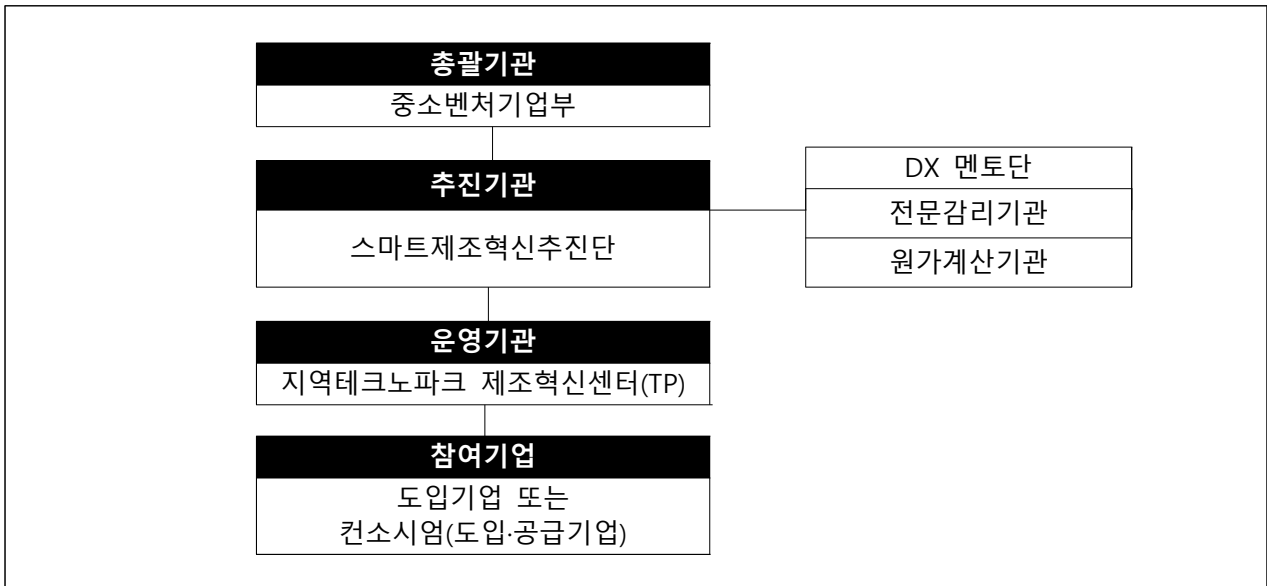 총괄기관
중소벤처기업부
추진기관
스마트제조혁신추진단
DX 멘토단
전문감리기관
원가계산기관
운영기관
지역테크노파크 제조혁신센터(TP)
참여기업
도입기업 또는
컨소시엄(도입·공급기업)